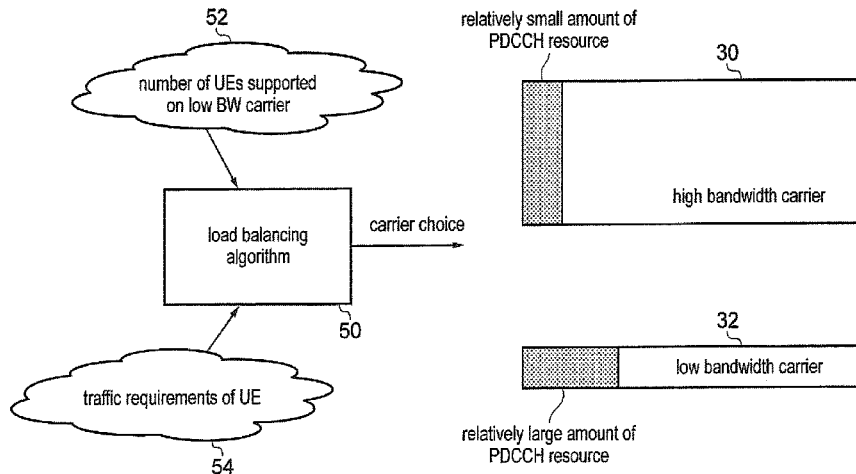 52
number of UEs supported
on low BW carrier
load balancing
algorithm
50
carrier choice
traffic requirements of UE
54
relatively small amount of
PDCCH resource
30
high bandwidth carrier
32
low bandwidth carrier
relatively large amount of
PDCCH resource